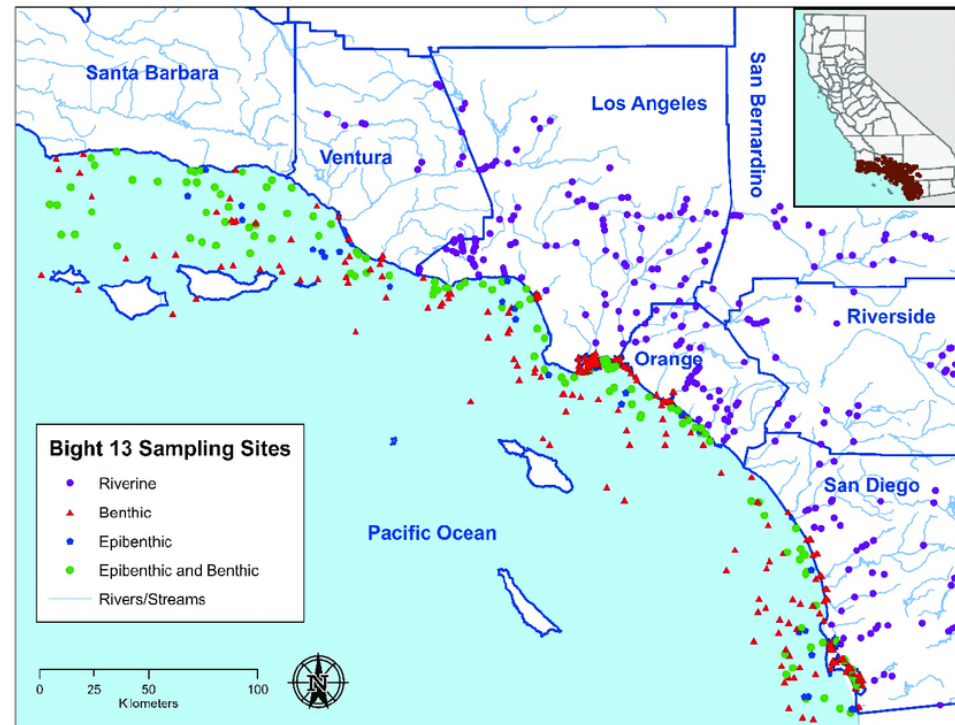 Santa Barbara
Ventura
Los Angeles
San Bernardino
Riverside
Orange
San Diego
Pacific Ocean
Bight 13 Sampling Sites
Riverine
Benthic
Epibenthic
Epibenthic and Benthic
Rivers/Streams
0 25 50 100
Kilometers
N